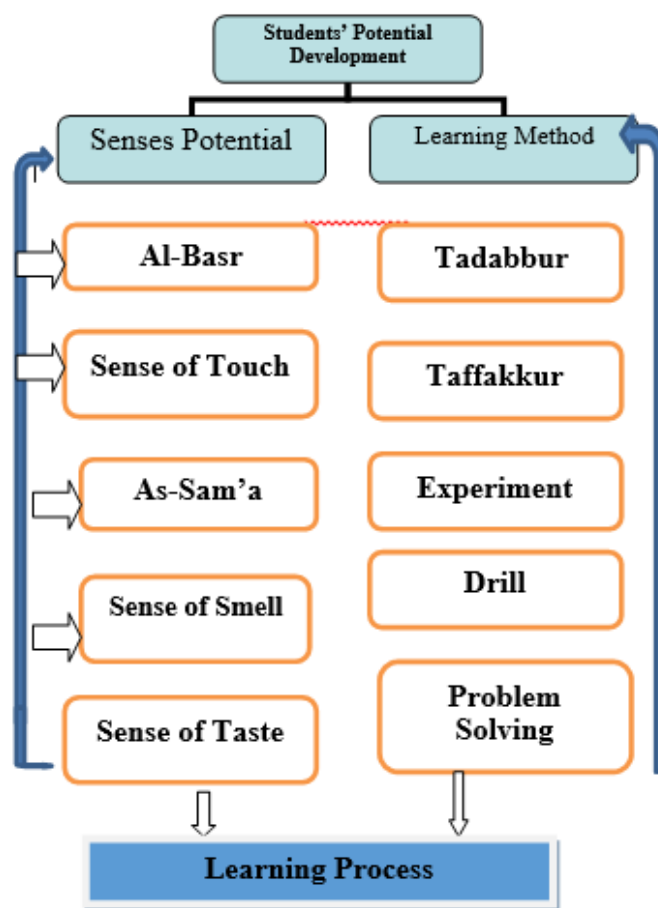 Students' Potential
Development
Senses Potential
Learning Method
Al-Basr
Tadabbur
Sense of Touch
Taffakkur
As-Sam'a
Experiment
Sense of Smell
Drill
Sense of Taste
Problem
Solving
Learning Process